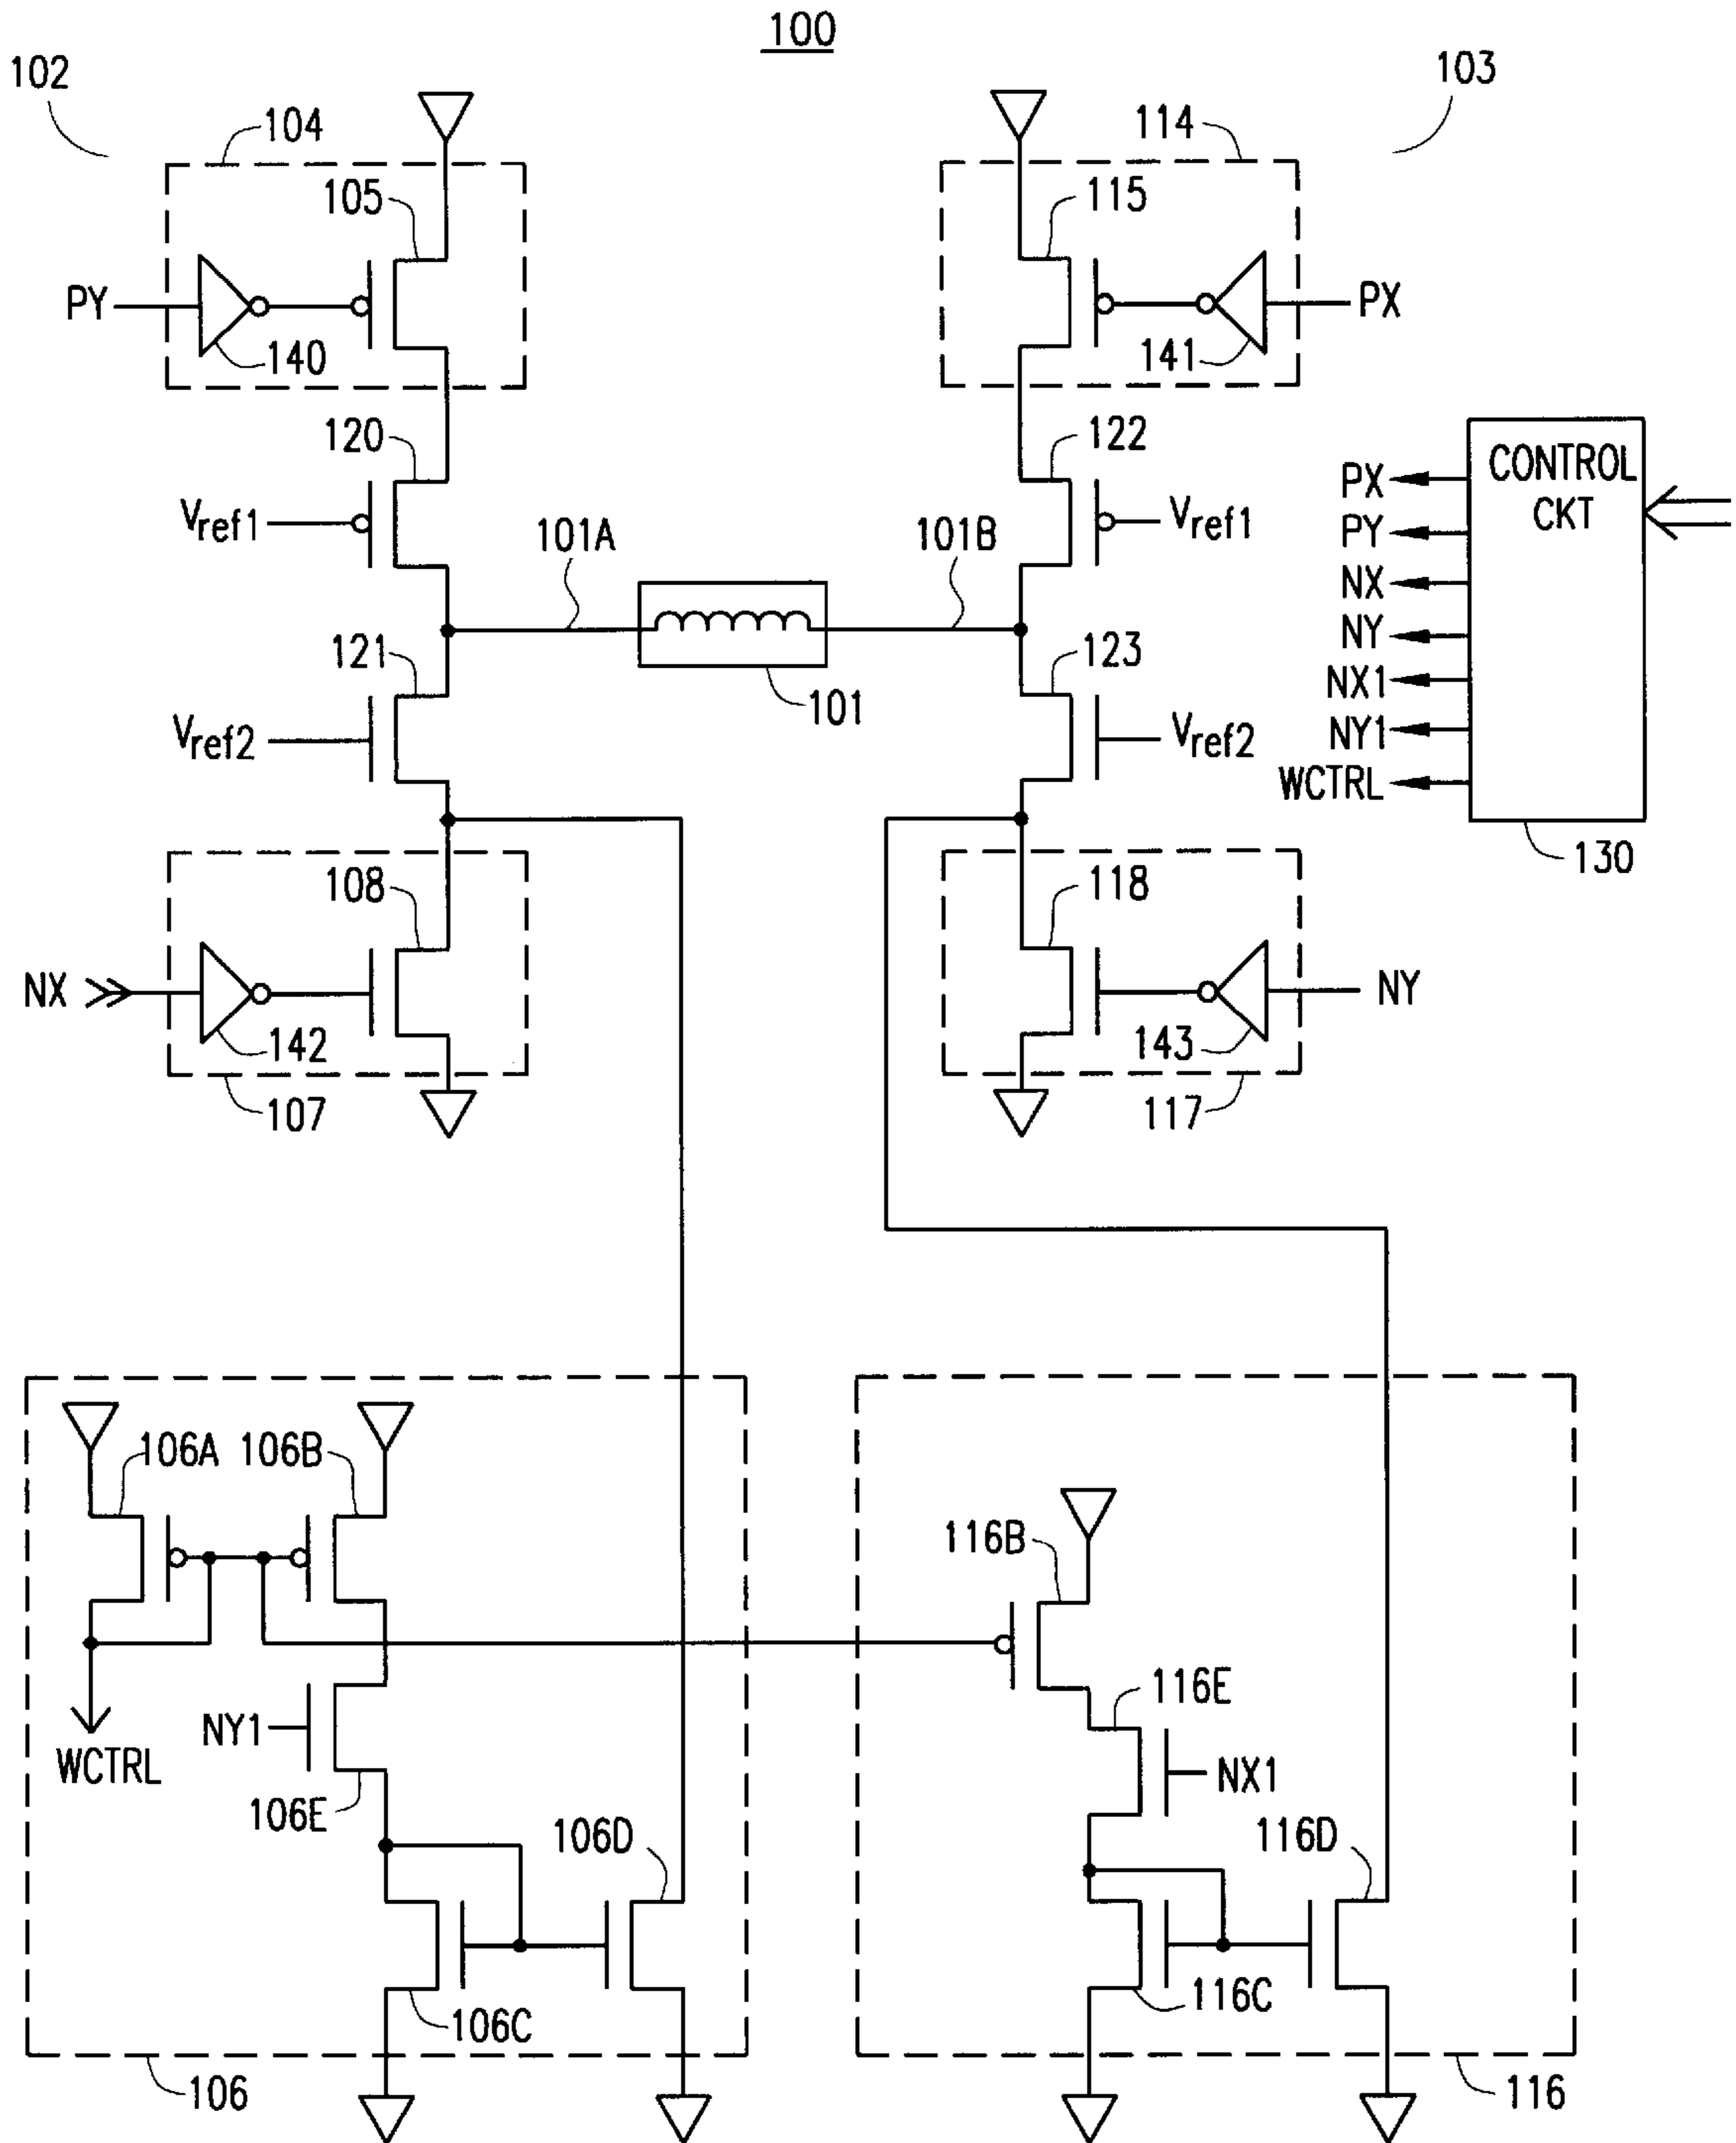 100
102
103
104
114
105
115
PY
PX
140
141
120
122
CONTROL
CKT
Vref1
Vref1
PX
PY
NX
NY
NX1
NY1
WCTRL
101A
101B
121
123
101
Vref2
Vref2
130
108
118
NX
NY
142
143
107
117
106A
106B
116B
116E
NY1
WCTRL
NX1
106E
106D
116D
116C
106C
106
116